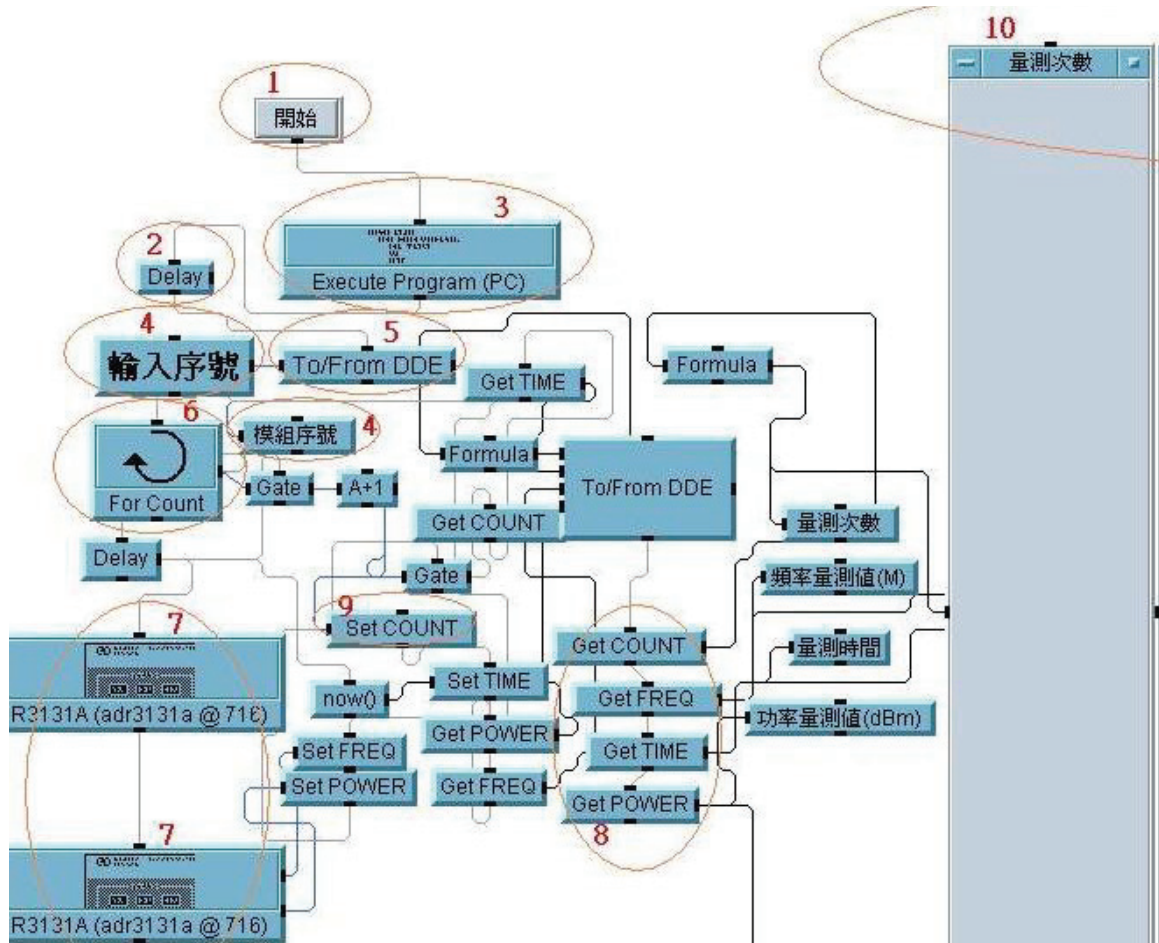 10
量測次數
1
開始
3
Execute Program (PC)
2
Delay
4
輸入序號
5
To/From DDE
Get TIME
Formula
6
For Count
模組序號
4
Gate
A+1
Formula
To/From DDE
Get COUNT
量測次數
Delay
Gate
頻率量測值(M)
9
Set COUNT
7
Get COUNT
量測時間
R3131A (adr3131a @ 716)
now()
Set TIME
Get FREQ
功率量測值(dBm)
Get POWER
Set FREQ
Get TIME
Set POWER
Get FREQ
Get POWER
7
8
R3131A (adr3131a @ 716)